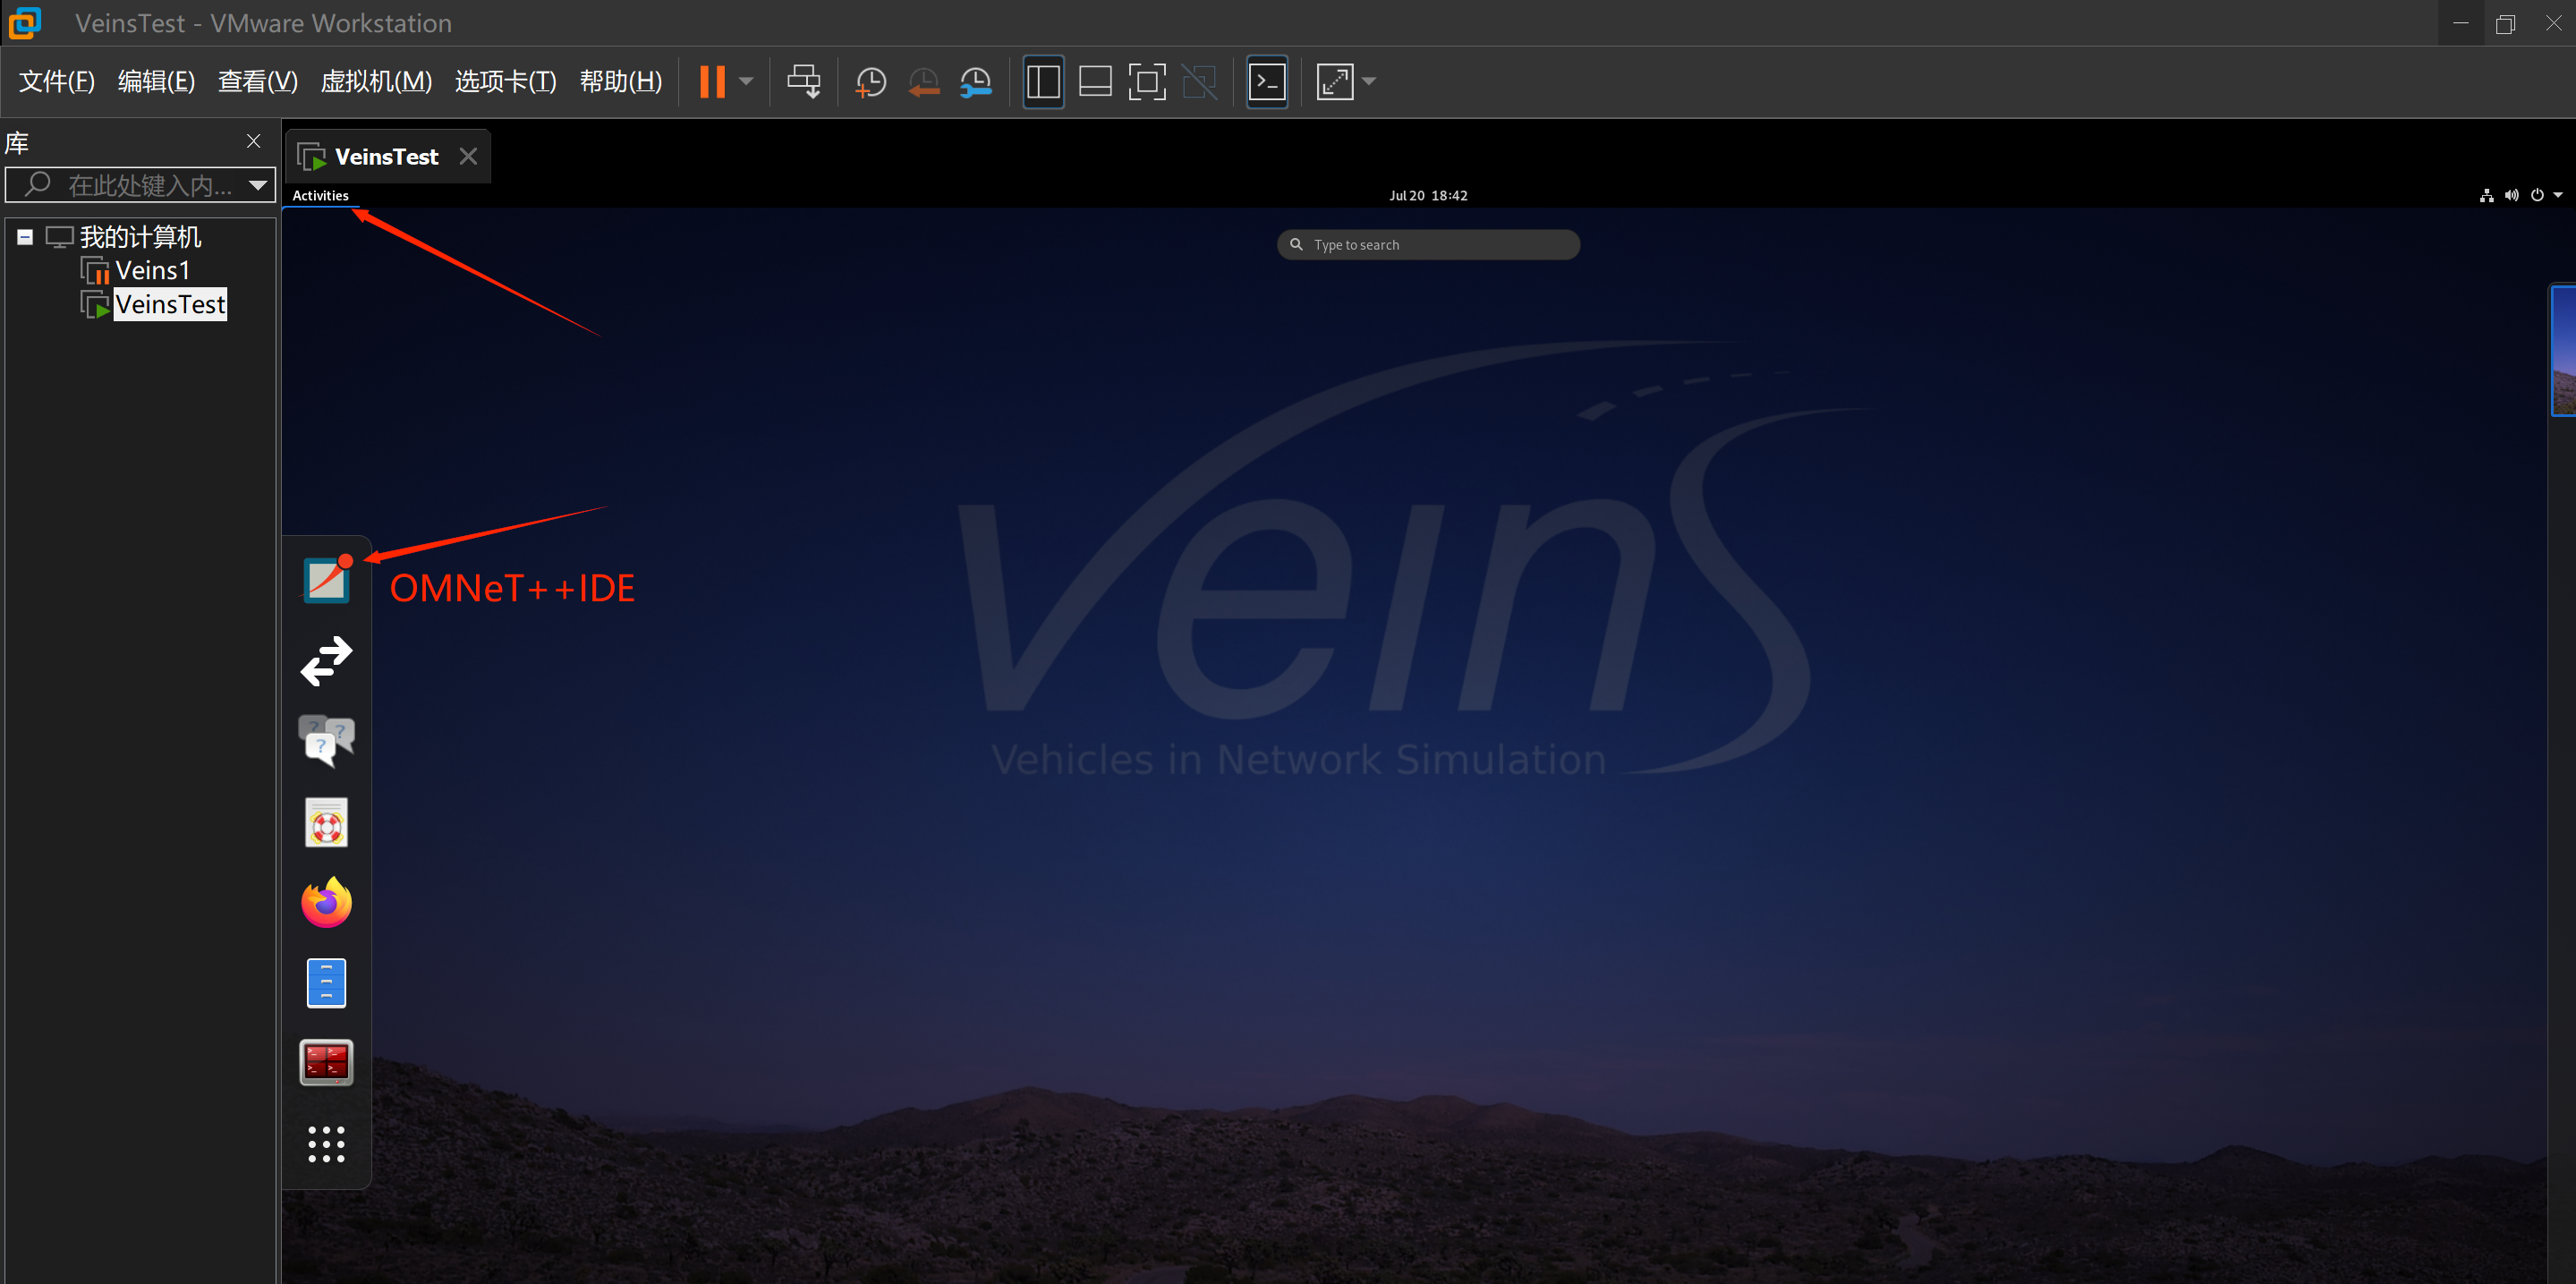 VeinsTest - VMware Workstation
文件(F) 编辑(E) 查看(V) 虚拟机(M) 选项卡(T) 帮助(H)
库
在此处键入内...
我的计算机
Veins1
VeinsTest
VeinsTest
Activities
Jul 20 18:42
Type to search
veins
Vehicles in Network Simulation
OMNeT++IDE